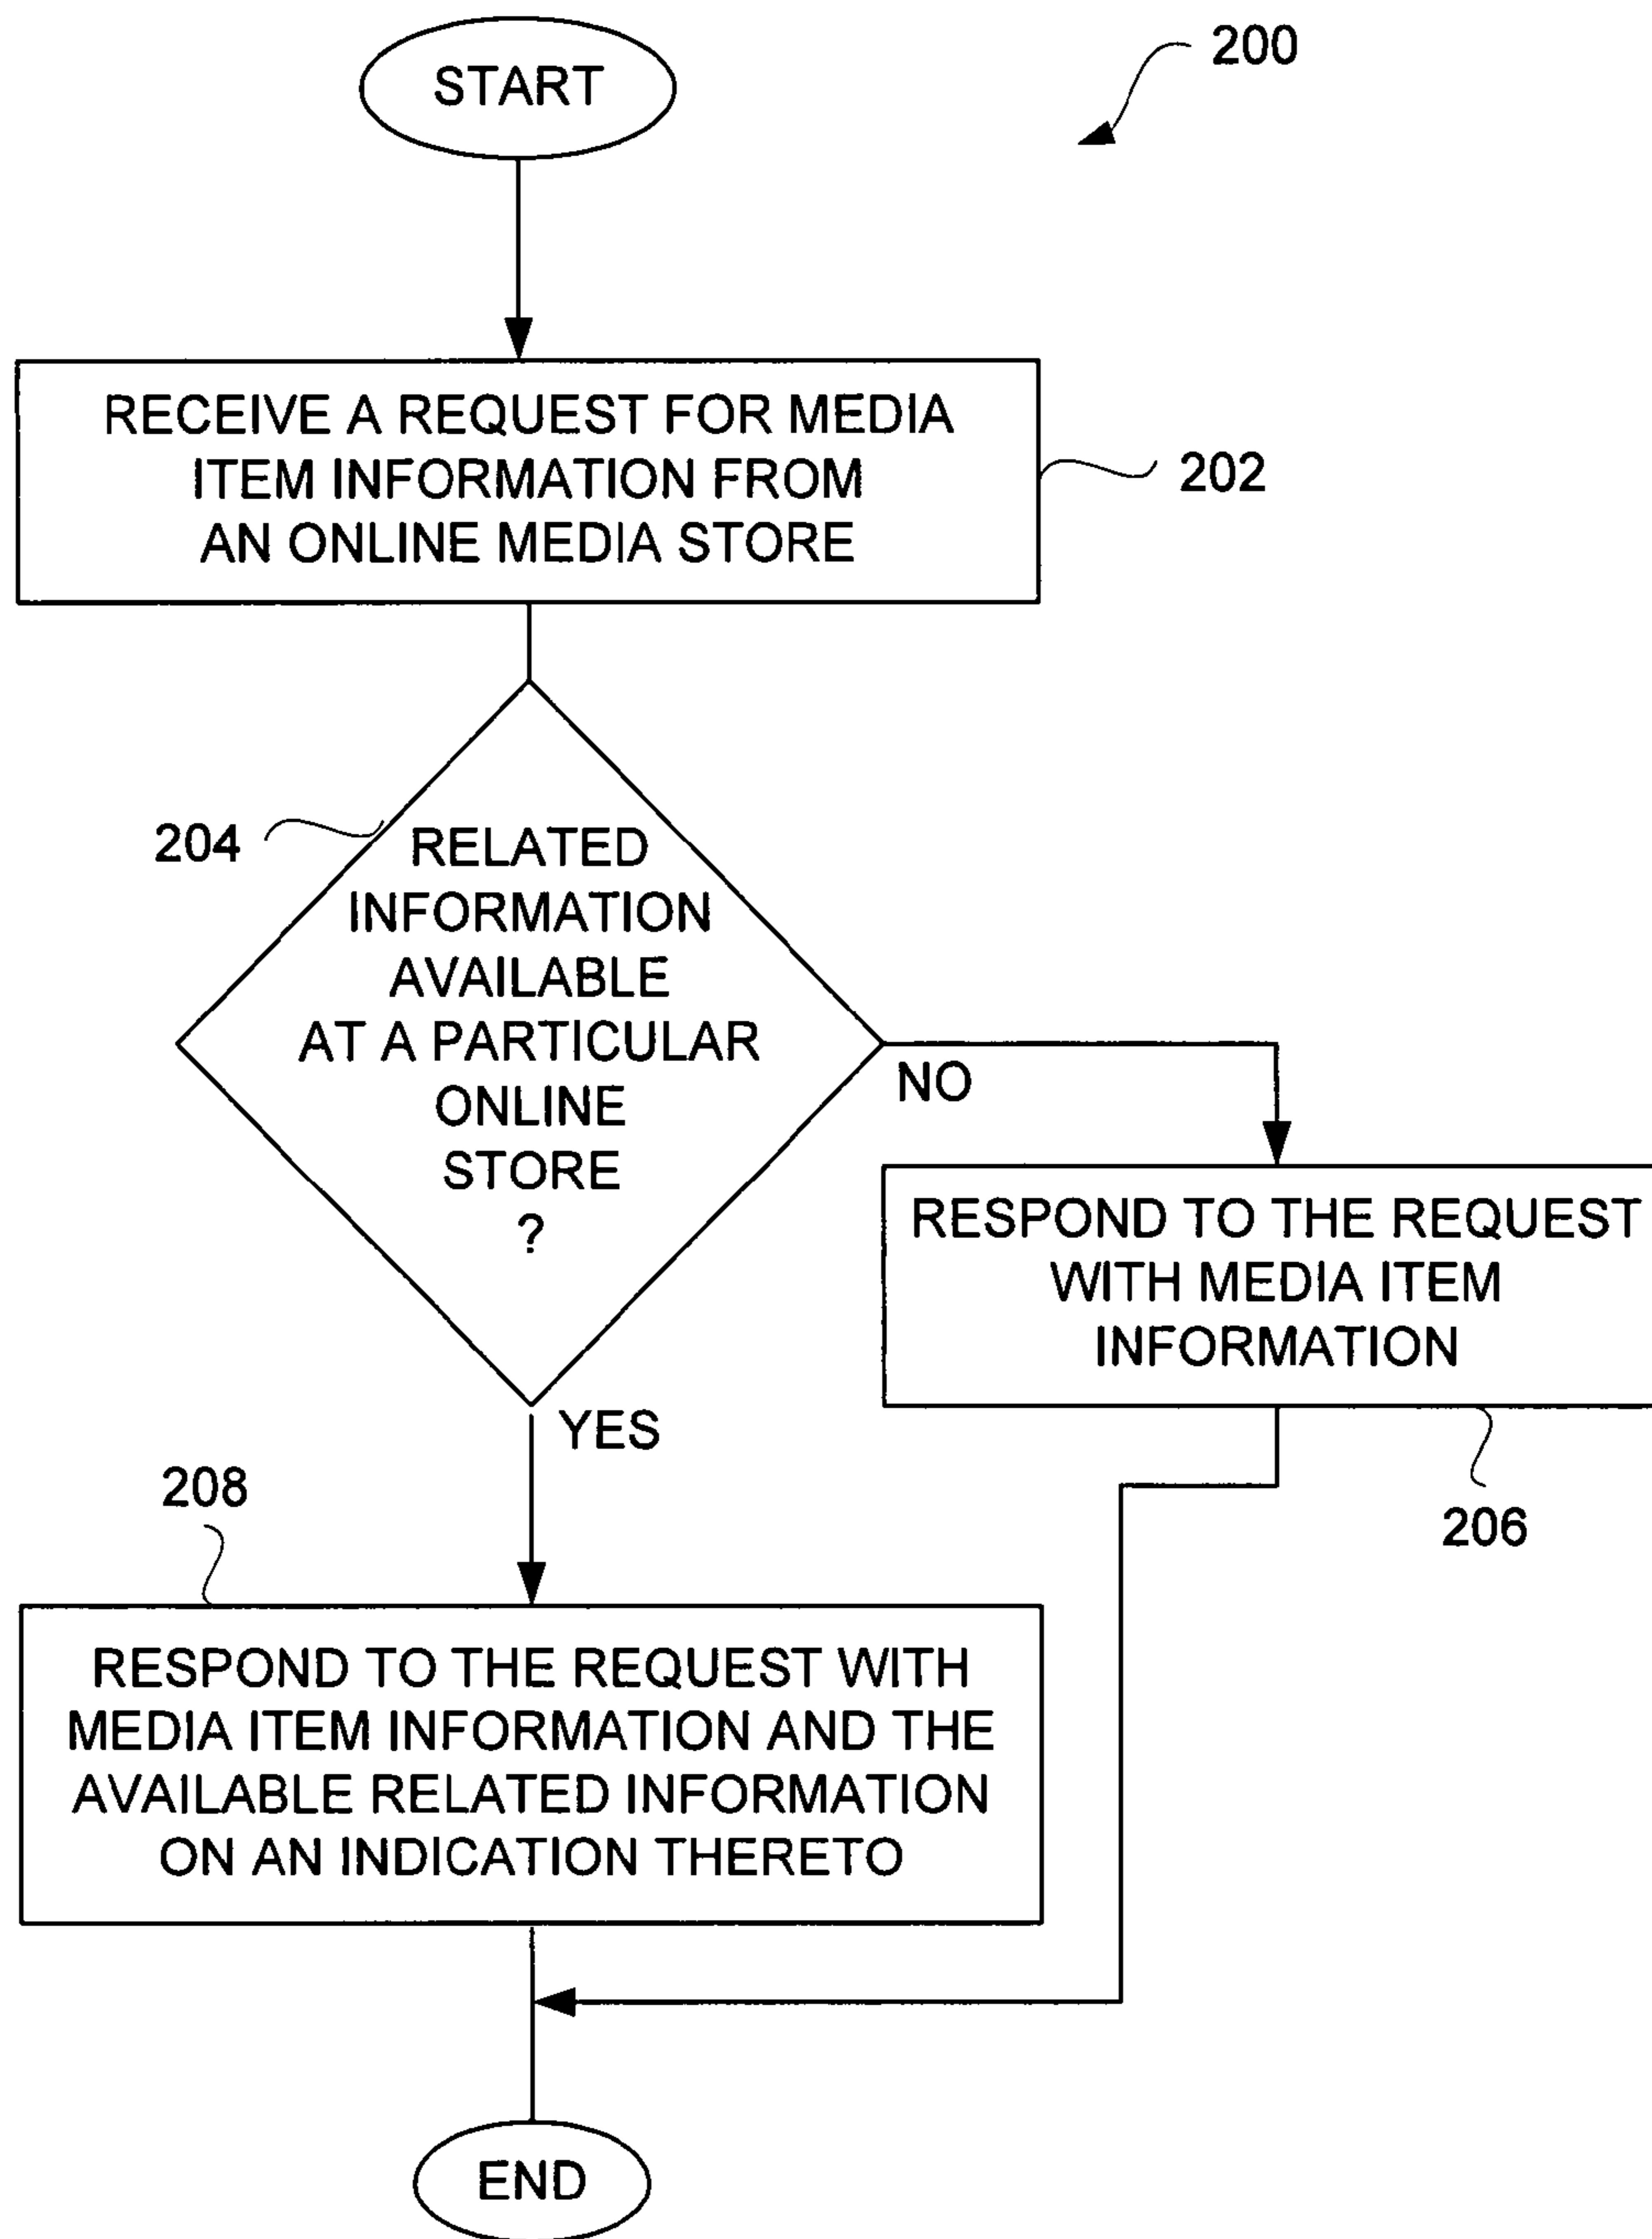 START
200
RECEIVE A REQUEST FOR MEDIA
ITEM INFORMATION FROM
AN ONLINE MEDIA STORE
202
204
RELATED
INFORMATION
AVAILABLE
AT A PARTICULAR
ONLINE
STORE
?
NO
RESPOND TO THE REQUEST
WITH MEDIA ITEM
INFORMATION
206
YES
208
RESPOND TO THE REQUEST WITH
MEDIA ITEM INFORMATION AND THE
AVAILABLE RELATED INFORMATION
ON AN INDICATION THERETO
END